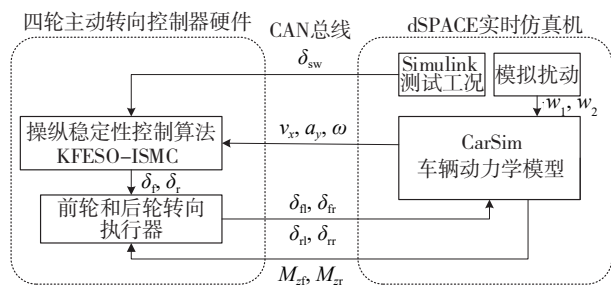 四轮主动转向控制器硬件
CAN总线
dSPACE实时仿真机
δsw
Simulink
测试工况
模拟扰动
w1, w2
操纵稳定性控制算法
KFESO-ISMC
vx, ay, ω
CarSim
车辆动力学模型
δf, δr
前轮和后轮转向
执行器
δfl, δfr
δrl, δrr
Mzf, Mzr